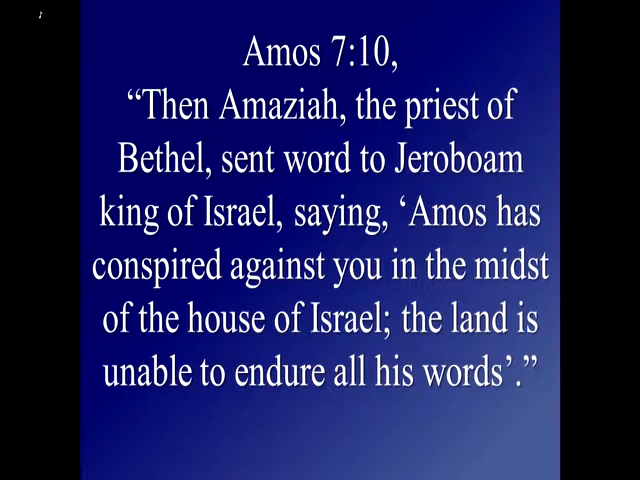 Amos 7:10,
“Then Amaziah, the priest of
Bethel, sent word to Jeroboam
king of Israel, saying, ‘Amos has
conspired against you in the midst
of the house of Israel; the land is
unable to endure all his words’.”